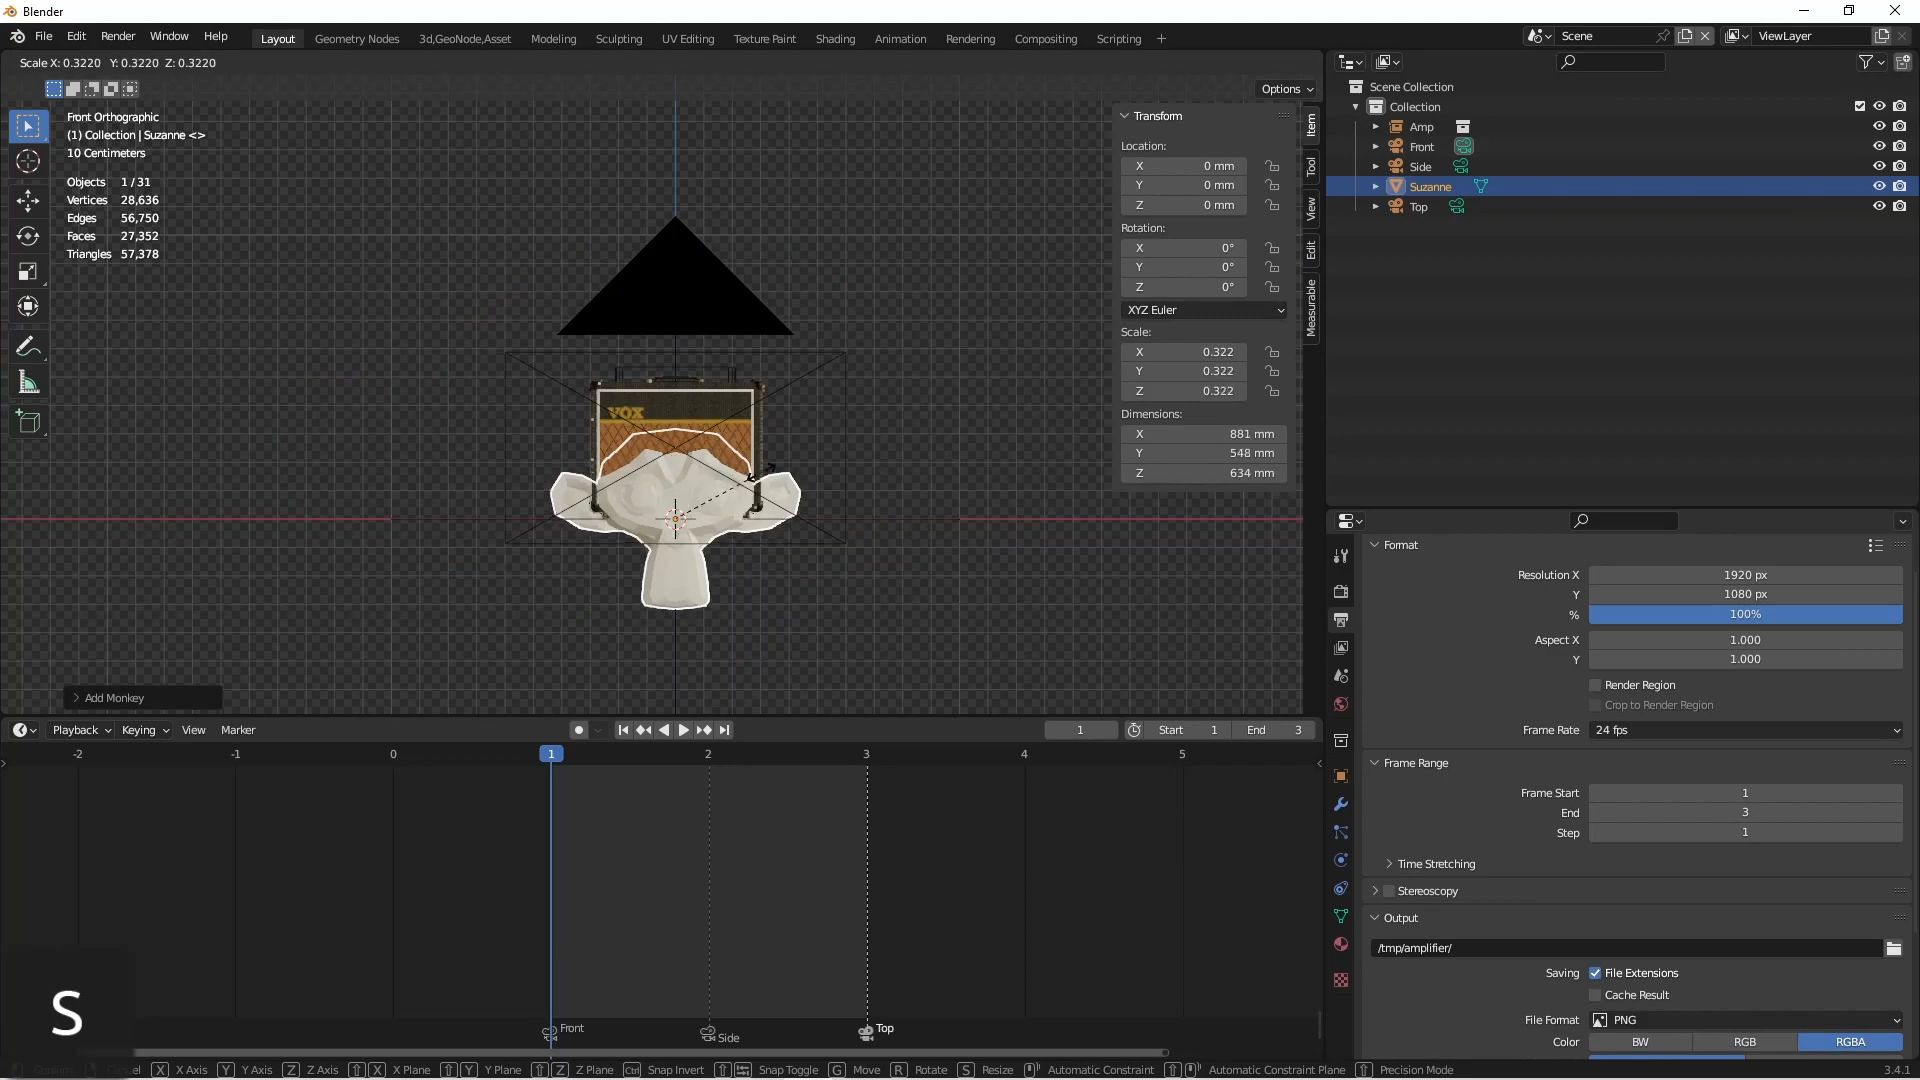 Blender
File Edit Render Window Help
Layout Geometry Nodes 3d,GeoNode,Asset Modeling Sculpting UV Editing Texture Paint Shading Animation Rendering Compositing Scripting +
Scene
ViewLayer
Scale X: 0.3220 Y: 0.3220 Z: 0.3220
Options
Front Orthographic
(1) Collection | Suzanne <>
10 Centimeters
Objects 1 / 31
Vertices 28,636
Edges 56,750
Faces 27,352
Triangles 57,378
VOX
Transform
Location:
X 0 mm
Y 0 mm
Z 0 mm
Rotation:
X 0°
Y 0°
Z 0°
XYZ Euler
Scale:
X 0.322
Y 0.322
Z 0.322
Dimensions:
X 881 mm
Y 548 mm
Z 634 mm
Item
Tool
View
Edit
Measurable
Scene Collection
Collection
Amp
Front
Side
Suzanne
Top
> Add Monkey
Format
Resolution X 1920 px
Y 1080 px
% 100%
Aspect X 1.000
Y 1.000
Render Region
Crop to Render Region
Frame Rate 24 fps
Frame Range
Frame Start 1
End 3
Step 1
Time Stretching
Stereoscopy
Output
/tmp/amplifier/
Saving File Extensions
Cache Result
File Format PNG
Color BW RGB RGBA
Playback Keying View Marker
1 Start 1 End 3
-2 -1 0 1 2 3 4 5
Front
Side
Top
S
X X Axis Y Y Axis Z Z Axis X X Plane Y Y Plane Z Z Plane Ctrl Snap Invert Snap Toggle G Move R Rotate S Resize Automatic Constraint Automatic Constraint Plane Precision Mode
3.4.1